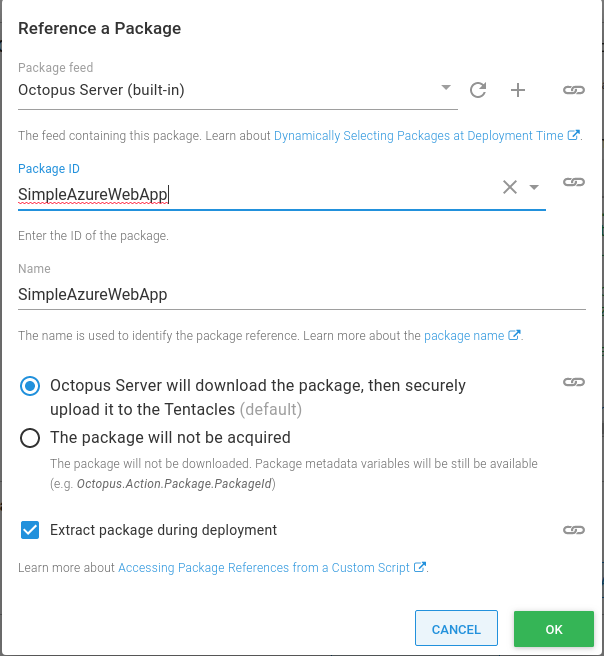 Reference a Package
Package feed
Octopus Server (built-in)
The feed containing this package. Learn about Dynamically Selecting Packages at Deployment Time.
Package ID
SimpleAzureWebApp
Enter the ID of the package.
Name
SimpleAzureWebApp
The name is used to identify the package reference. Learn more about the package name.
Octopus Server will download the package, then securely
upload it to the Tentacles (default)
The package will not be acquired
The package will not be downloaded. Package metadata variables will be still be available
(e.g. Octopus.Action.Package.PackageId)
Extract package during deployment
Learn more about Accessing Package References from a Custom Script.
CANCEL
OK